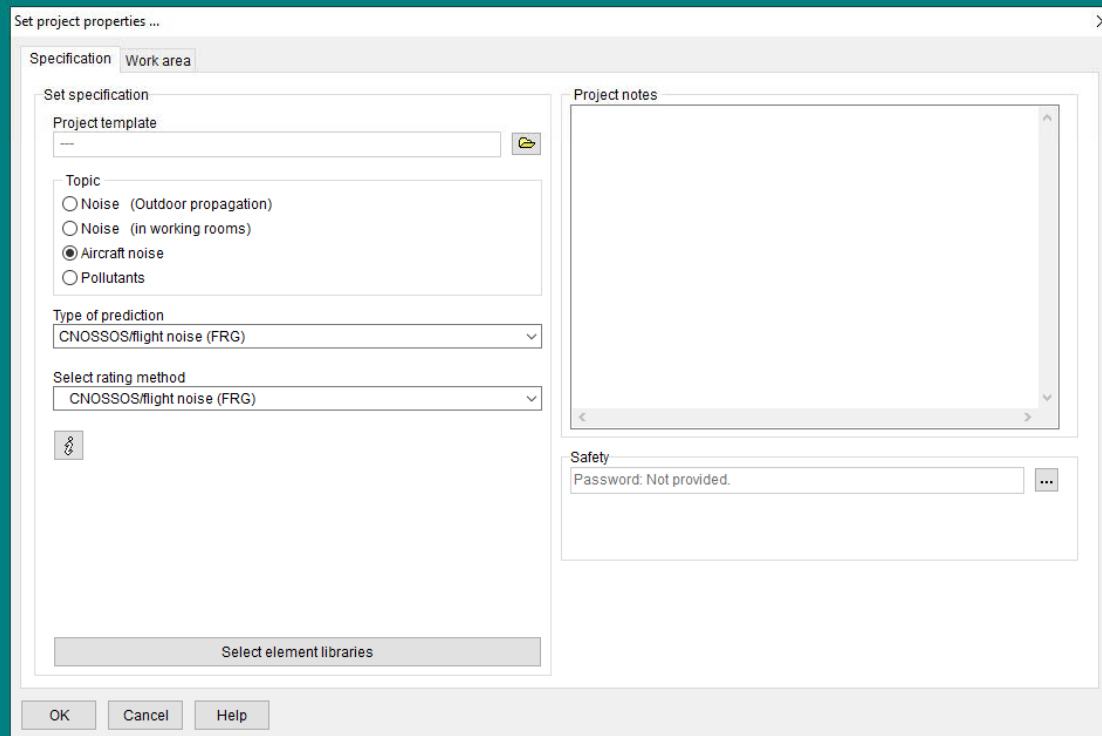 Set project properties ...
Specification
Work area
Set specification
Project template
---
Topic
Noise (Outdoor propagation)
Noise (in working rooms)
Aircraft noise
Pollutants
Type of prediction
CNOSSOS/flight noise (FRG)
Select rating method
CNOSSOS/flight noise (FRG)
Select element libraries
Project notes
Safety
Password: Not provided.
...
OK
Cancel
Help